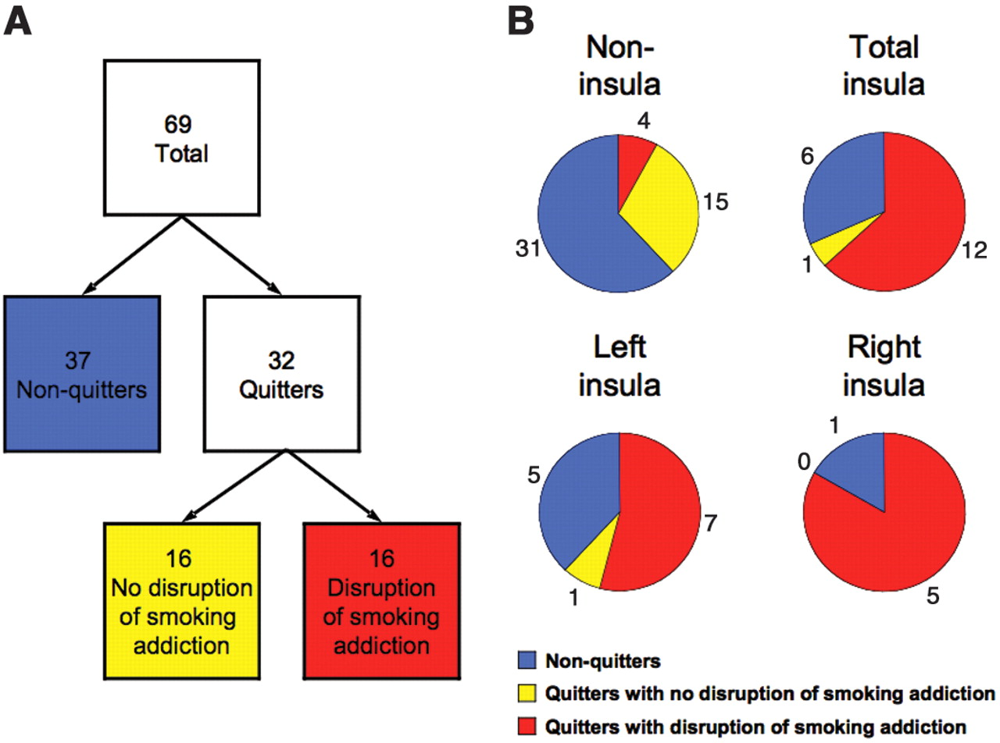 A
69
Total
37
Non-quitters
32
Quitters
16
No disruption
of smoking
addiction
16
Disruption
of smoking
addiction
B
Non-
insula
4
15
31
Total
insula
6
1
12
Left
insula
5
1
7
Right
insula
1
0
5
Non-quitters
Quitters with no disruption of smoking addiction
Quitters with disruption of smoking addiction